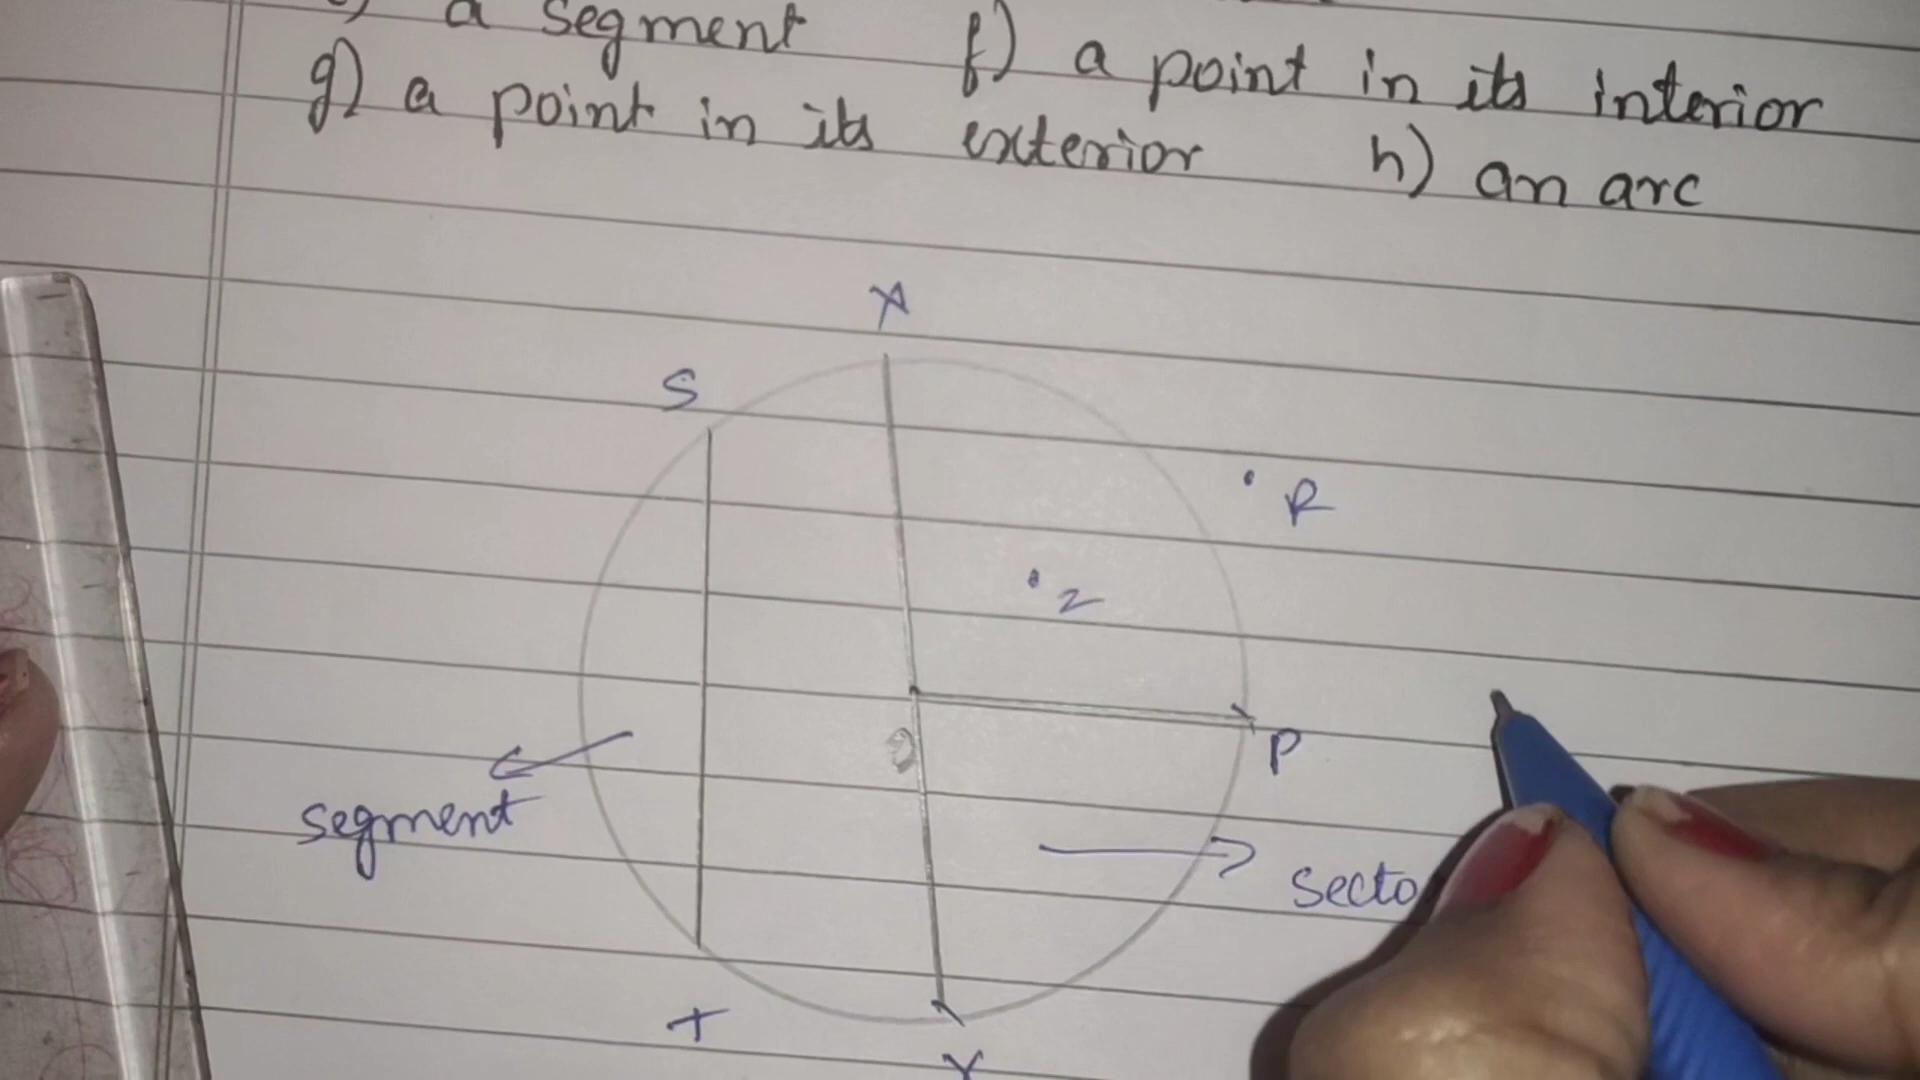 a segment f) a point in its interior
g) a point in its exterior h) an arc
X
S
R
Z
O
P
segment
Secto
T
Y